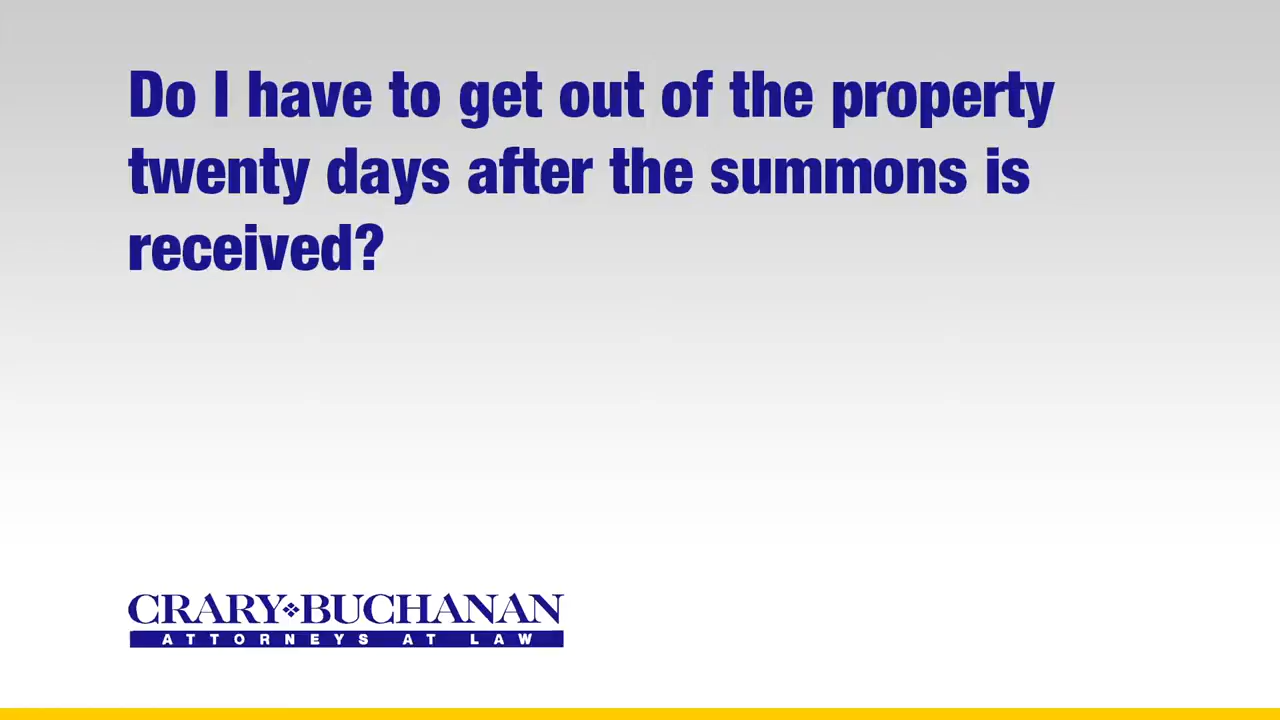 Do I have to get out of the property
twenty days after the summons is
received?
CRARY BUCHANAN
ATTORNEYS AT LAW